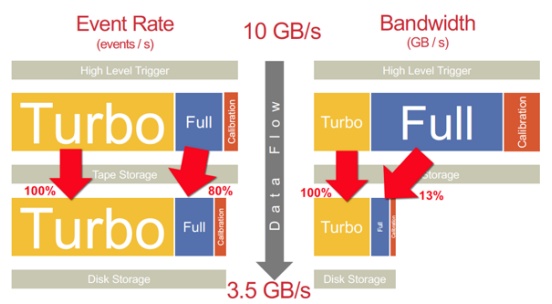 Event Rate
(events / s)
10 GB/s
Bandwidth
(GB / s)
High Level Trigger
High Level Trigger
Turbo
Full
Calibration
Turbo
Full
Calibration
Data Flow
100%
Tape Storage
80%
100%
Storage
13%
Turbo
Full
Calibration
Turbo
Full
Calibration
Disk Storage
3.5 GB/s
Disk Storage